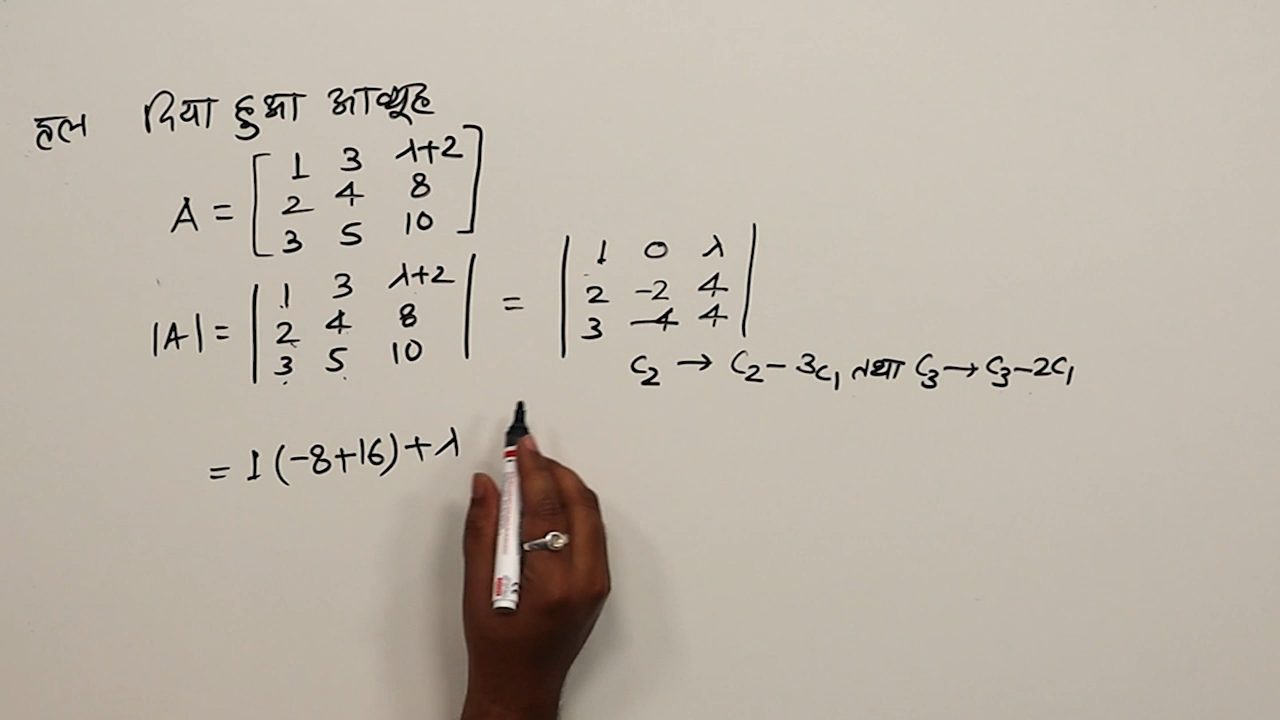 हल दिया हुआ आव्यूह
A = [1 3 λ+2
2 4 8
3 5 10]
|A| = |1 3 λ+2
2 4 8
3 5 10| = |1 0 λ
2 -2 4
3 -4 4|
C₂ → C₂ - 3C₁ तथा C₃ → C₃ - 2C₁
= 1(-8+16) + λ